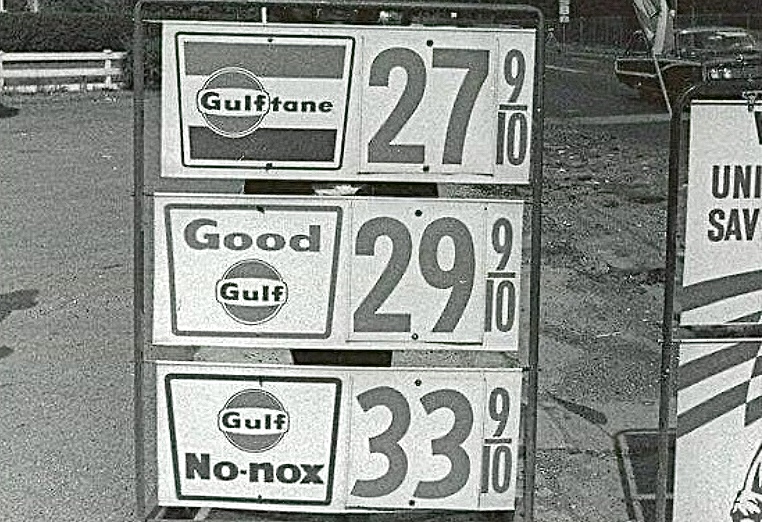 Gulftane 27 9/10
Good
Gulf 29 9/10
Gulf
No-nox 33 9/10
UNI
SAV